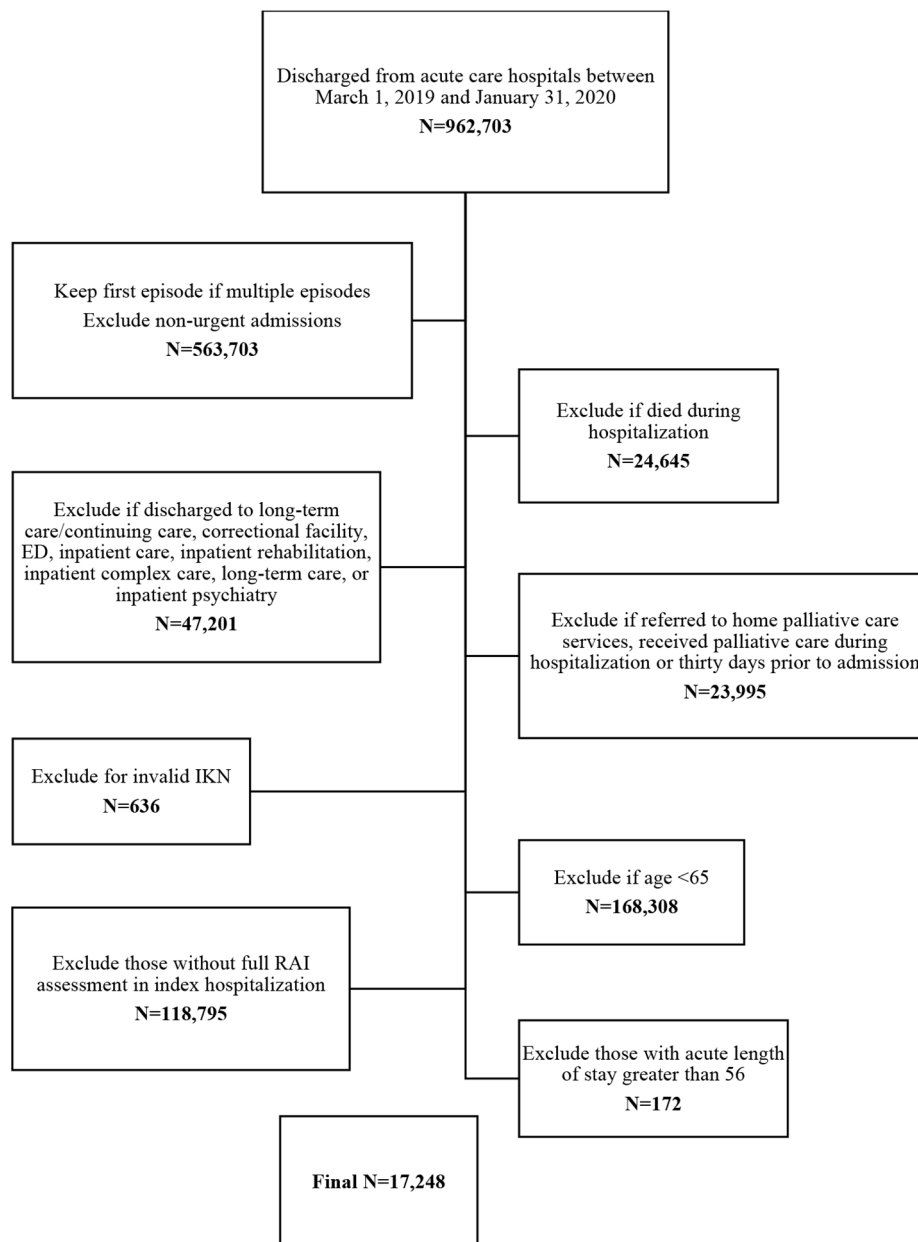 Discharged from acute care hospitals between
March 1, 2019 and January 31, 2020
N=962,703
Keep first episode if multiple episodes
Exclude non-urgent admissions
N=563,703
Exclude if died during
hospitalization
N=24,645
Exclude if discharged to long-term
care/continuing care, correctional facility,
ED, inpatient care, inpatient rehabilitation,
inpatient complex care, long-term care, or
inpatient psychiatry
N=47,201
Exclude if referred to home palliative care
services, received palliative care during
hospitalization or thirty days prior to admission
N=23,995
Exclude for invalid IKN
N=636
Exclude if age <65
N=168,308
Exclude those without full RAI
assessment in index hospitalization
N=118,795
Exclude those with acute length
of stay greater than 56
N=172
Final N=17,248